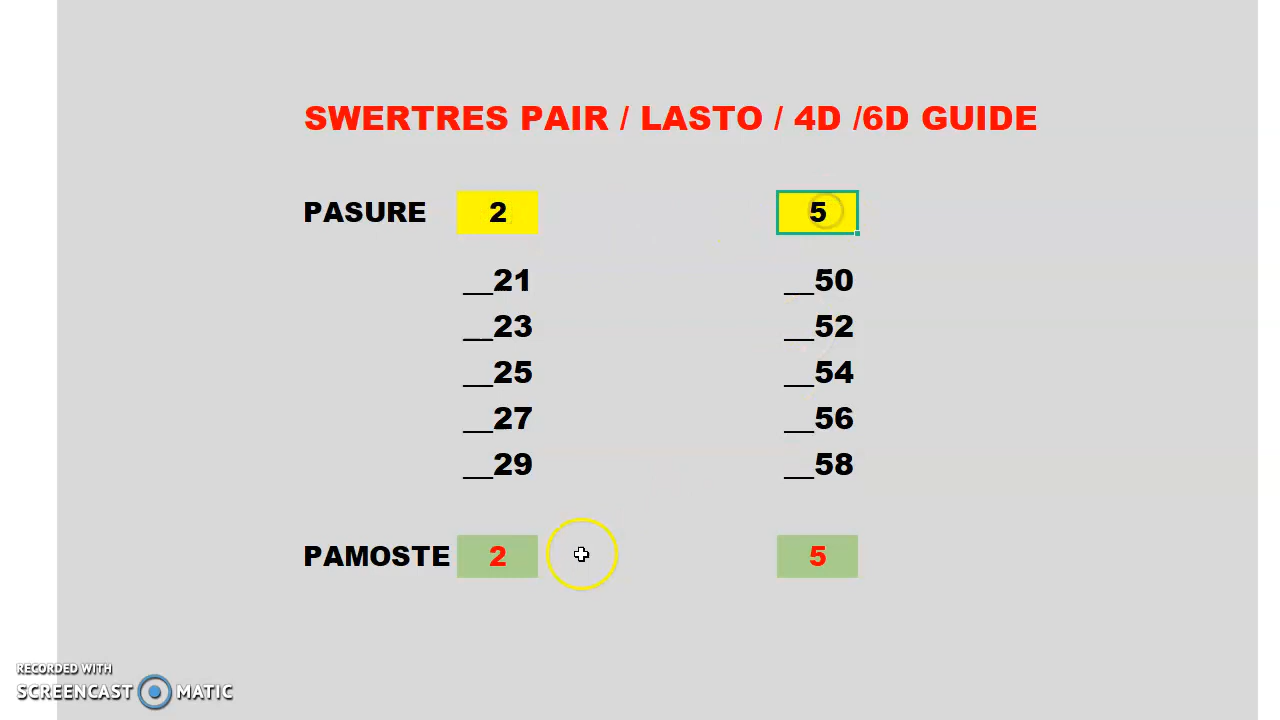 SWERTRES PAIR / LASTO / 4D /6D GUIDE
PASURE 2 5
__21 __50
__23 __52
__25 __54
__27 __56
__29 __58
PAMOSTE 2 5
RECORDED WITH
SCREENCAST MATIC